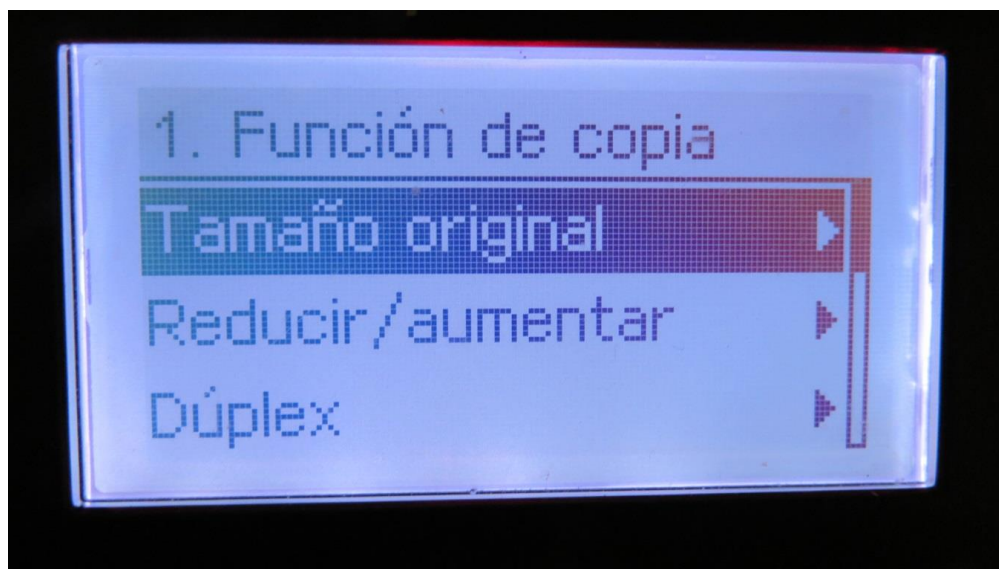 1. Función de copia
Tamaño original
Reducir/aumentar
Dúplex